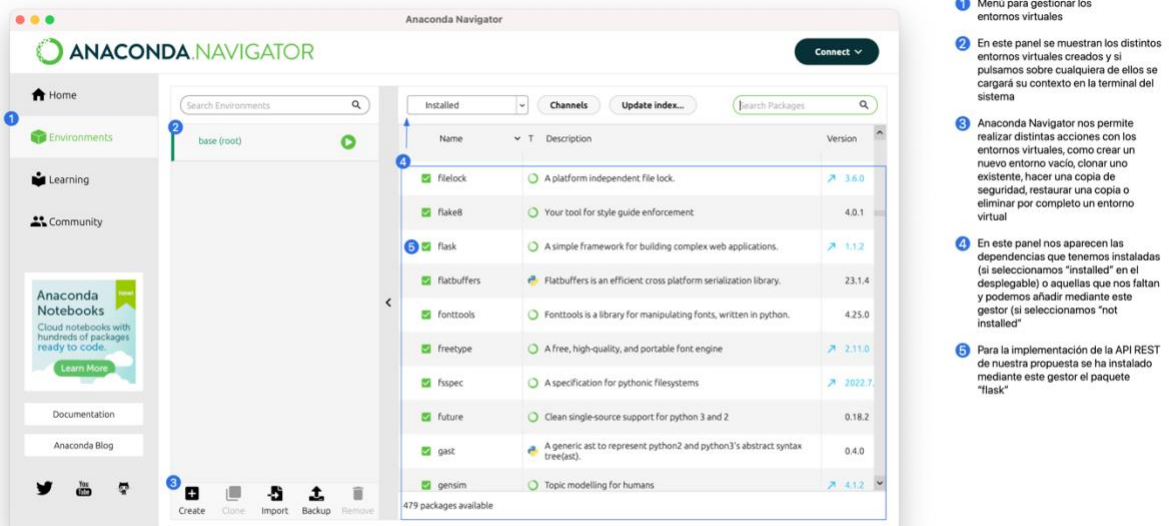 Anaconda Navigator
ANACONDA.NAVIGATOR
Connect
Home
Environments
Learning
Community
Anaconda
Notebooks
Cloud notebooks with
hundreds of packages
ready to code.
Learn More
Documentation
Anaconda Blog
You
Tube
1
Search Environments
2
base (root)
3
Create
Clone
Import
Backup
Remove
Installed
Channels
Update index...
Search Packages
Name
T
Description
Version
4
filelock A platform independent file lock. 3.6.0
flake8 Your tool for style guide enforcement 4.0.1
5 flask A simple framework for building complex web applications. 1.1.2
flatbuffers Flatbuffers is an efficient cross platform serialization library. 23.1.4
fonttools Fonttools is a library for manipulating fonts, written in python. 4.25.0
freetype A free, high-quality, and portable font engine 2.11.0
fsspec A specification for pythonic filesystems 2022.7.
future Clean single-source support for python 3 and 2 0.18.2
gast A generic ast to represent python2 and python3's abstract syntax
tree(ast). 0.4.0
gensim Topic modelling for humans 4.1.2
479 packages available
1 Menú para gestionar los
entornos virtuales
2 En este panel se muestran los distintos
entornos virtuales creados y si
pulsamos sobre cualquiera de ellos se
cargará su contexto en la terminal del
sistema
3 Anaconda Navigator nos permite
realizar distintas acciones con los
entornos virtuales, como crear un
nuevo entorno vacío, clonar uno
existente, hacer una copia de
seguridad, restaurar una copia o
eliminar por completo un entorno
virtual
4 En este panel nos aparecen las
dependencias que tenemos instaladas
(si seleccionamos "installed" en el
desplegable) o aquellas que nos faltan
y podemos añadir mediante este
gestor (si seleccionamos "not
installed"
5 Para la implementación de la API REST
de nuestra propuesta se ha instalado
mediante este gestor el paquete
"flask"